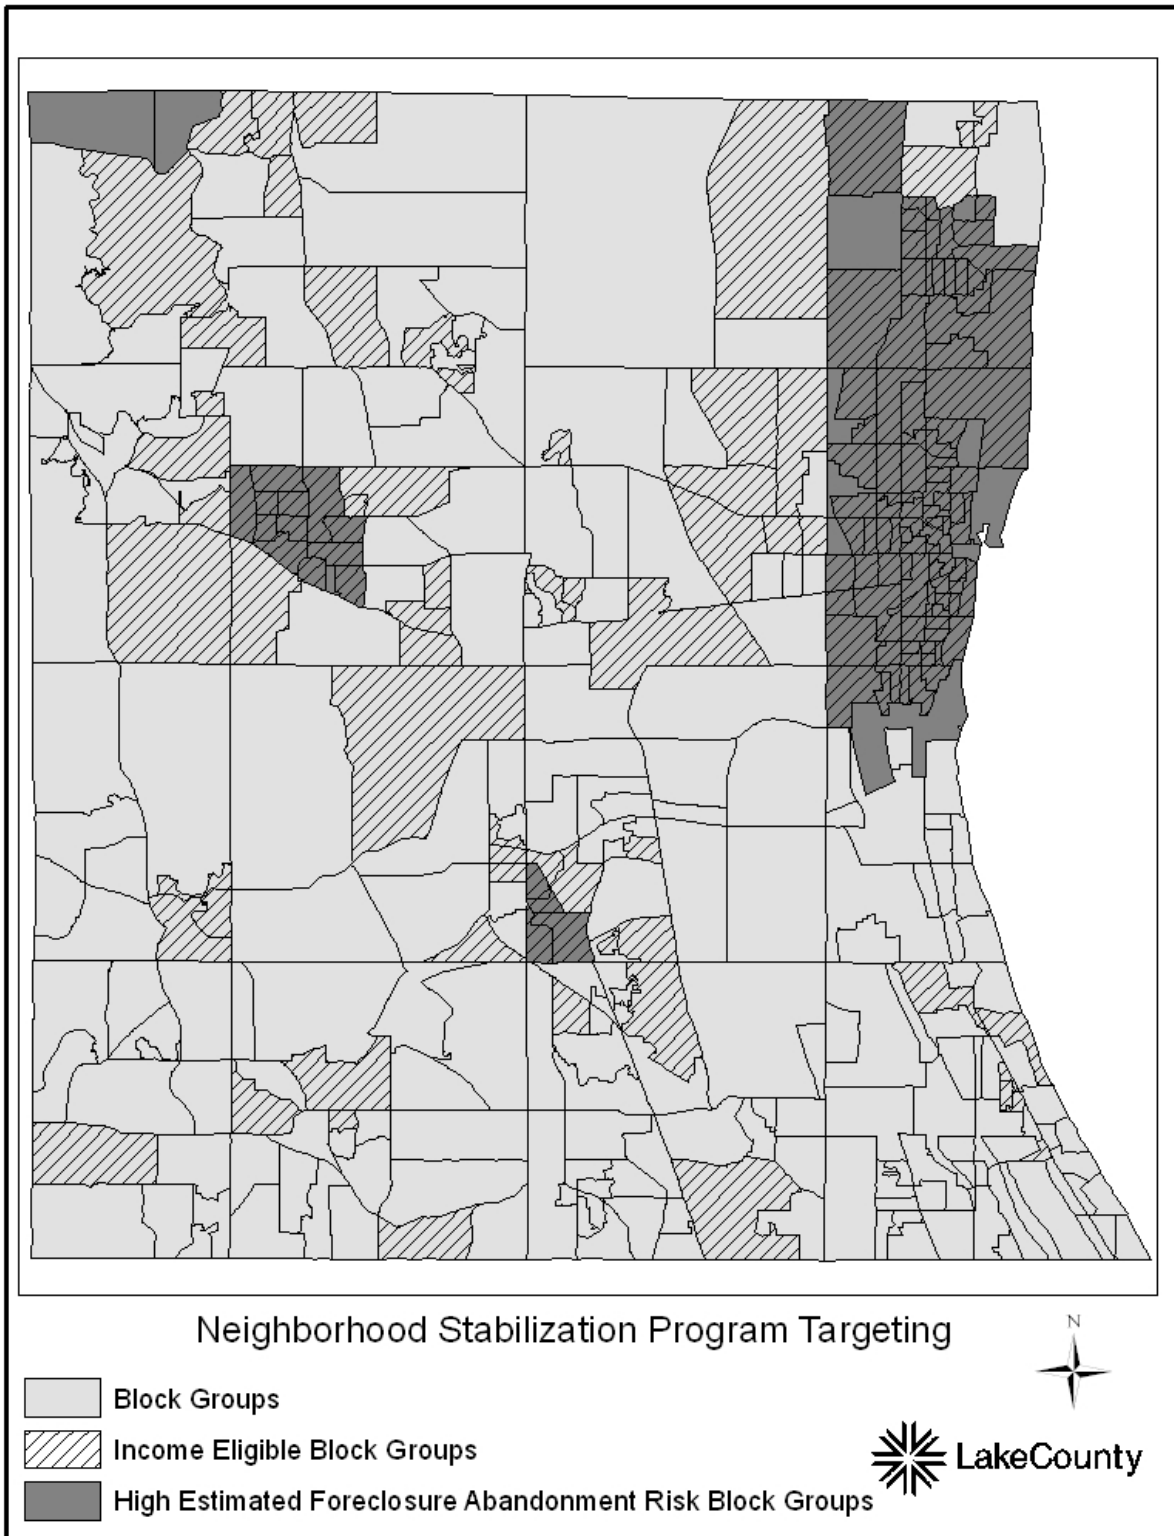 Neighborhood Stabilization Program Targeting
N
Block Groups
Income Eligible Block Groups
LakeCounty
High Estimated Foreclosure Abandonment Risk Block Groups